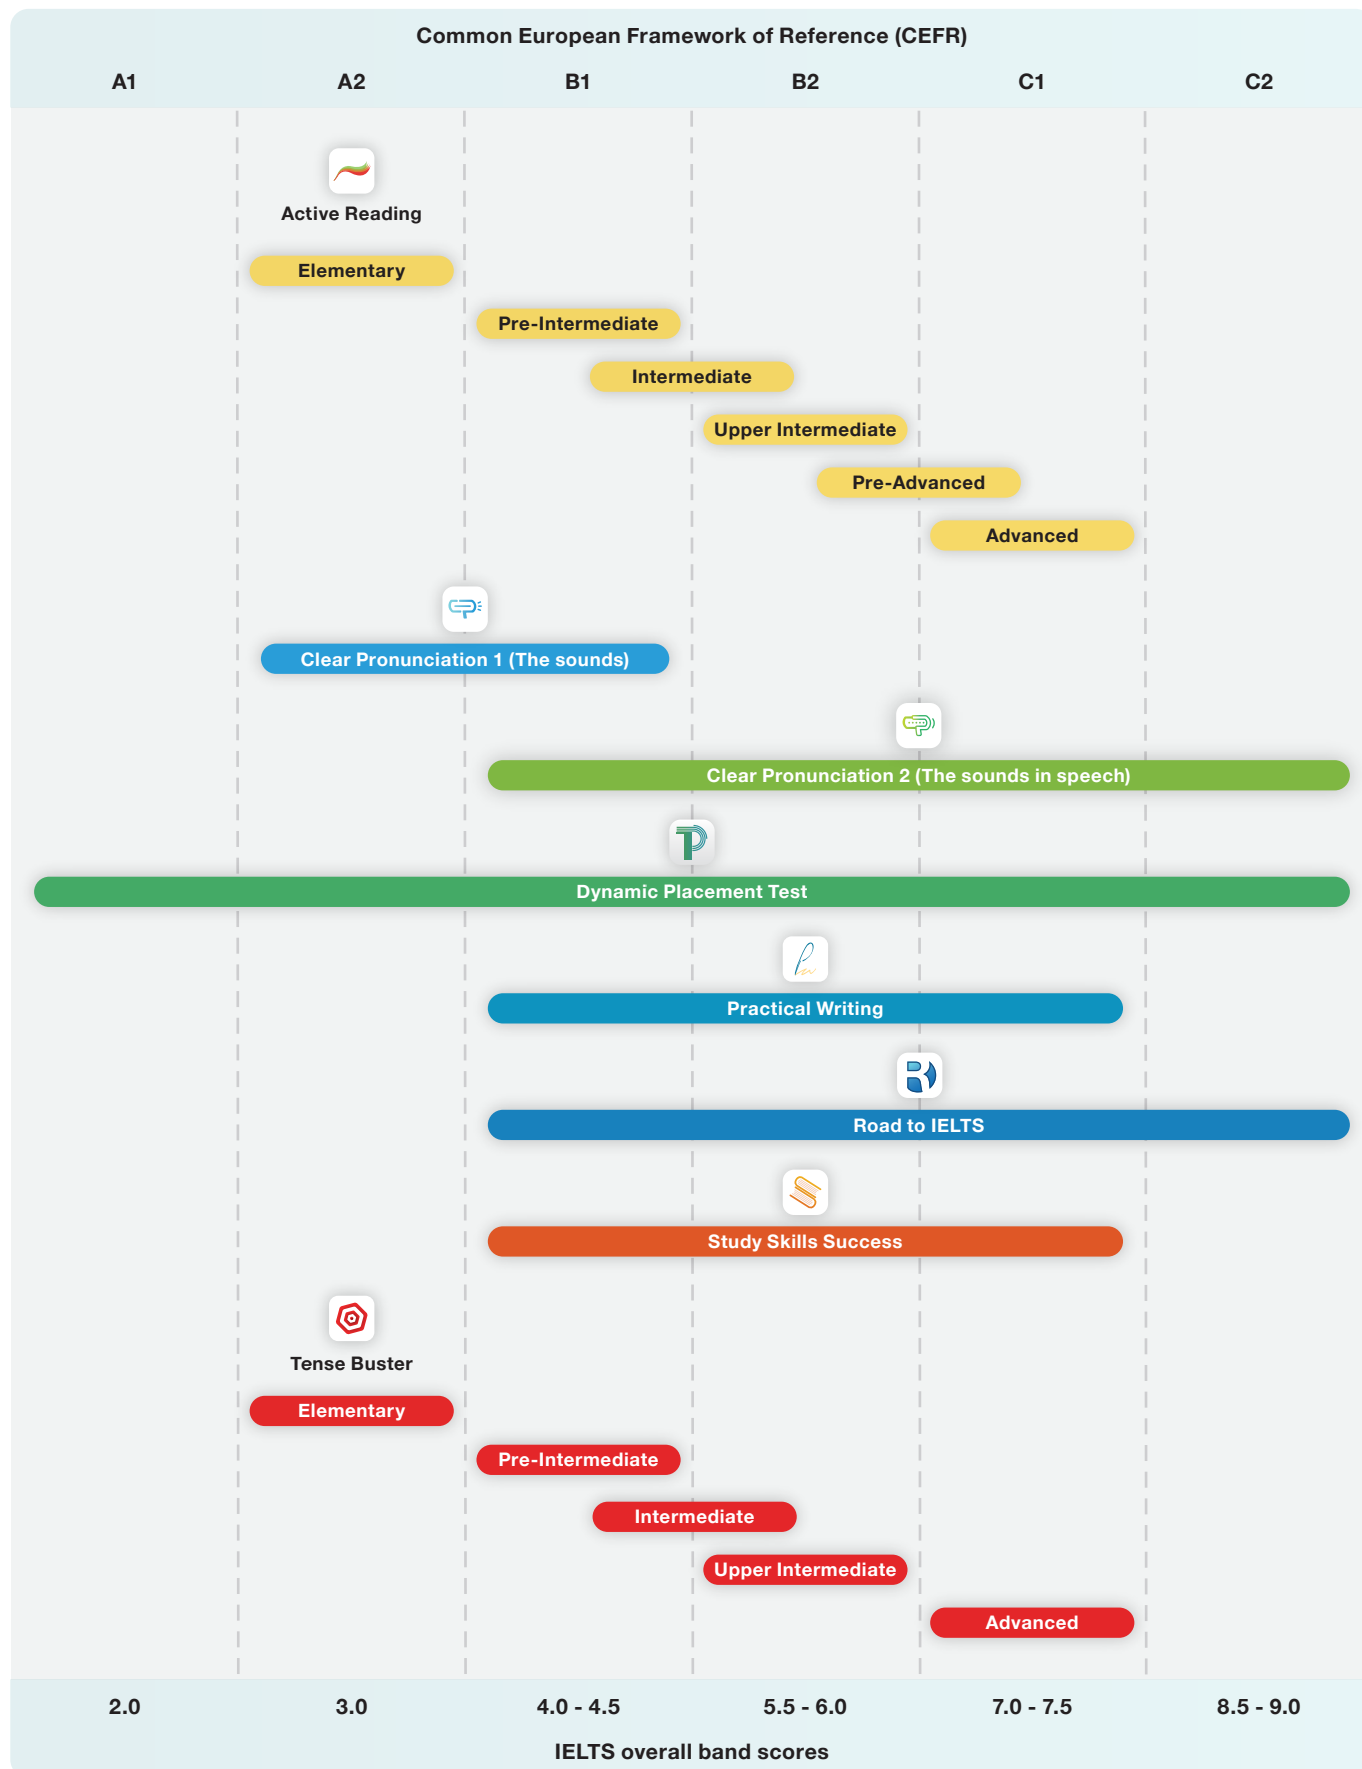 Common European Framework of Reference (CEFR)
A1 A2 B1 B2 C1 C2
Active Reading
Elementary
Pre-Intermediate
Intermediate
Upper Intermediate
Pre-Advanced
Advanced
Clear Pronunciation 1 (The sounds)
Clear Pronunciation 2 (The sounds in speech)
Dynamic Placement Test
Practical Writing
Road to IELTS
Study Skills Success
Tense Buster
Elementary
Pre-Intermediate
Intermediate
Upper Intermediate
Advanced
2.0 3.0 4.0 - 4.5 5.5 - 6.0 7.0 - 7.5 8.5 - 9.0
IELTS overall band scores